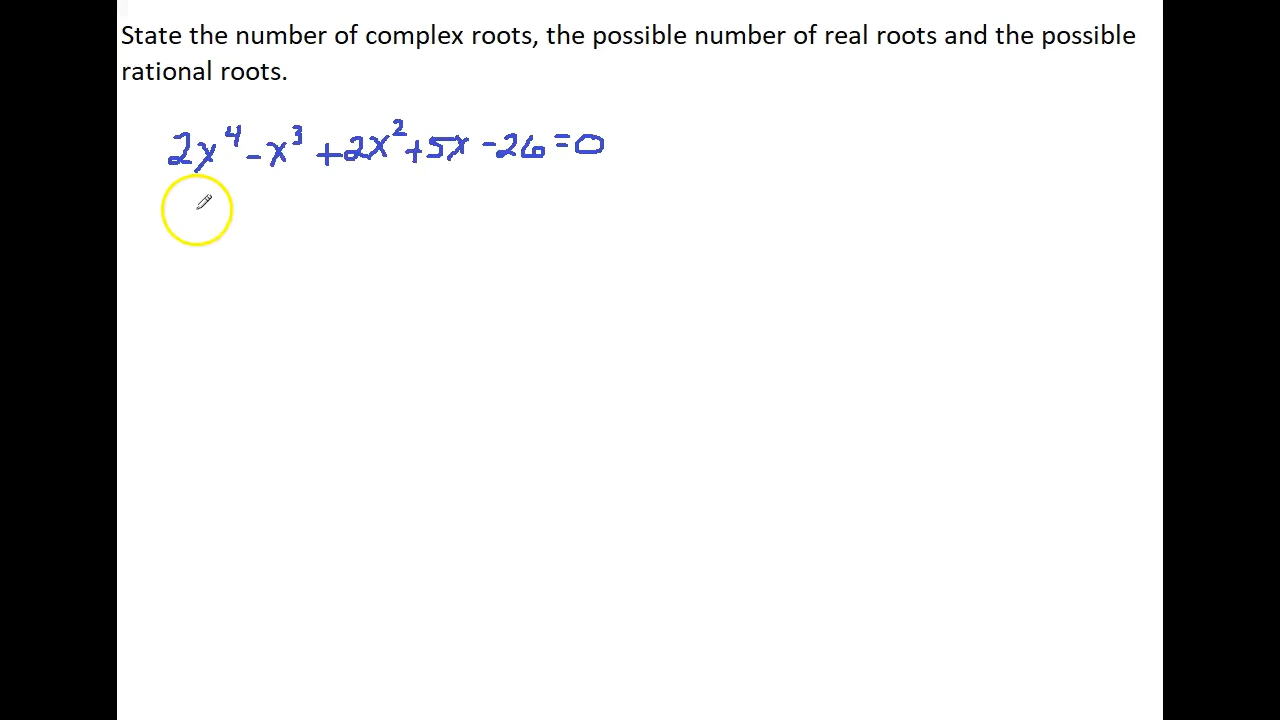 State the number of complex roots, the possible number of real roots and the possible
rational roots.
2x⁴ - x³ + 2x² + 5x - 26 = 0